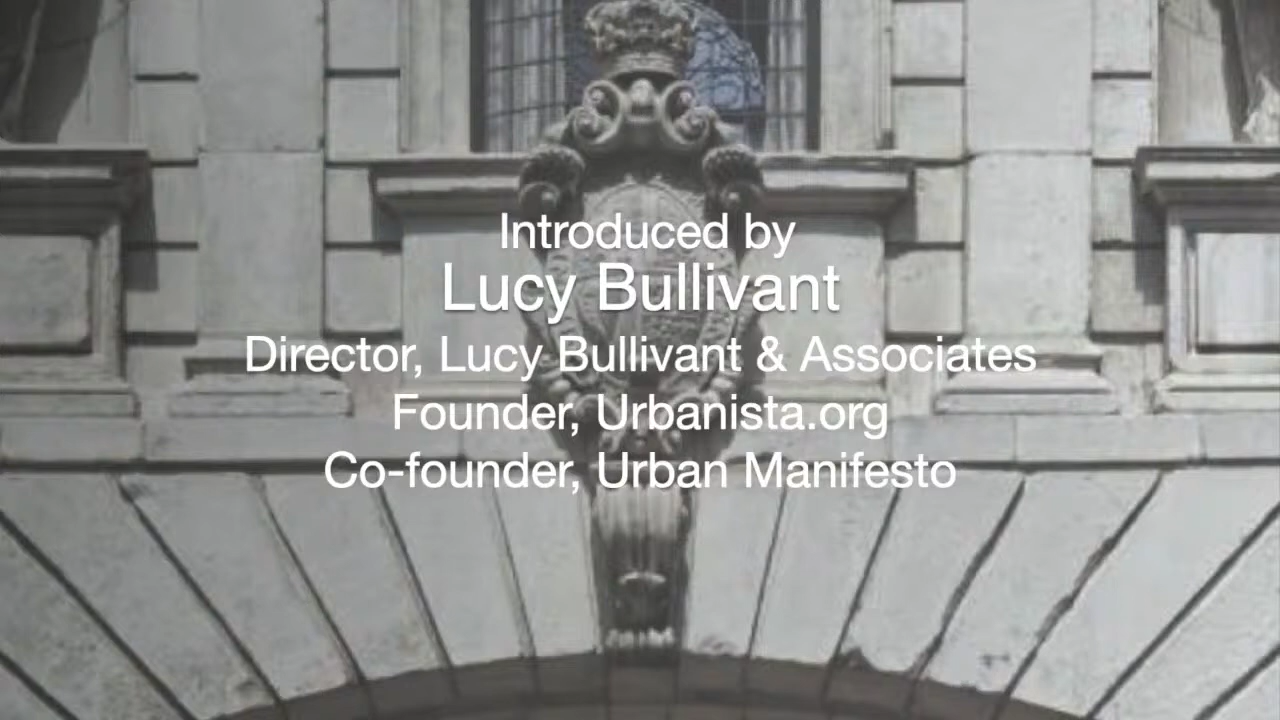 Introduced by
Lucy Bullivant
Director, Lucy Bullivant & Associates
Founder, Urbanista.org
Co-founder, Urban Manifesto